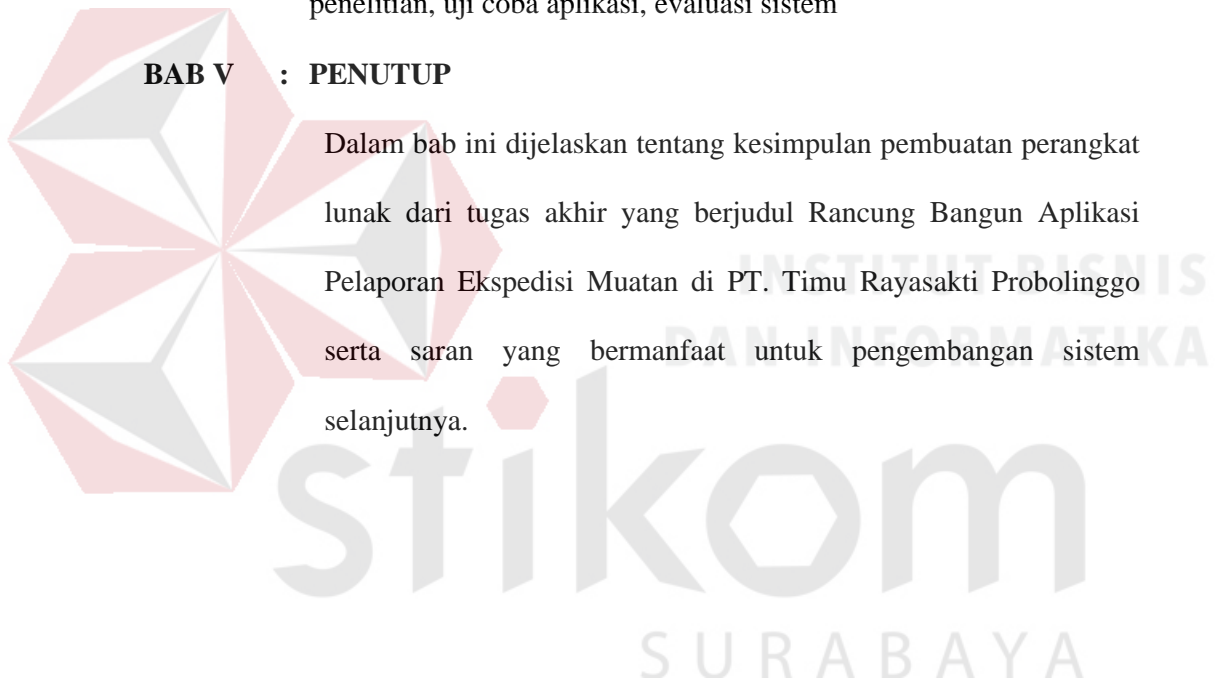 penelitian, uji coba aplikasi, evaluasi sistem
BAB V : PENUTUP
Dalam bab ini dijelaskan tentang kesimpulan pembuatan perangkat
lunak dari tugas akhir yang berjudul Rancung Bangun Aplikasi
Pelaporan Ekspedisi Muatan di PT. Timu Rayasakti Probolinggo
serta saran yang bermanfaat untuk pengembangan sistem
selanjutnya.
INSTITUT BISNIS
DAN INFORMATIKA
stikom
SURABAYA